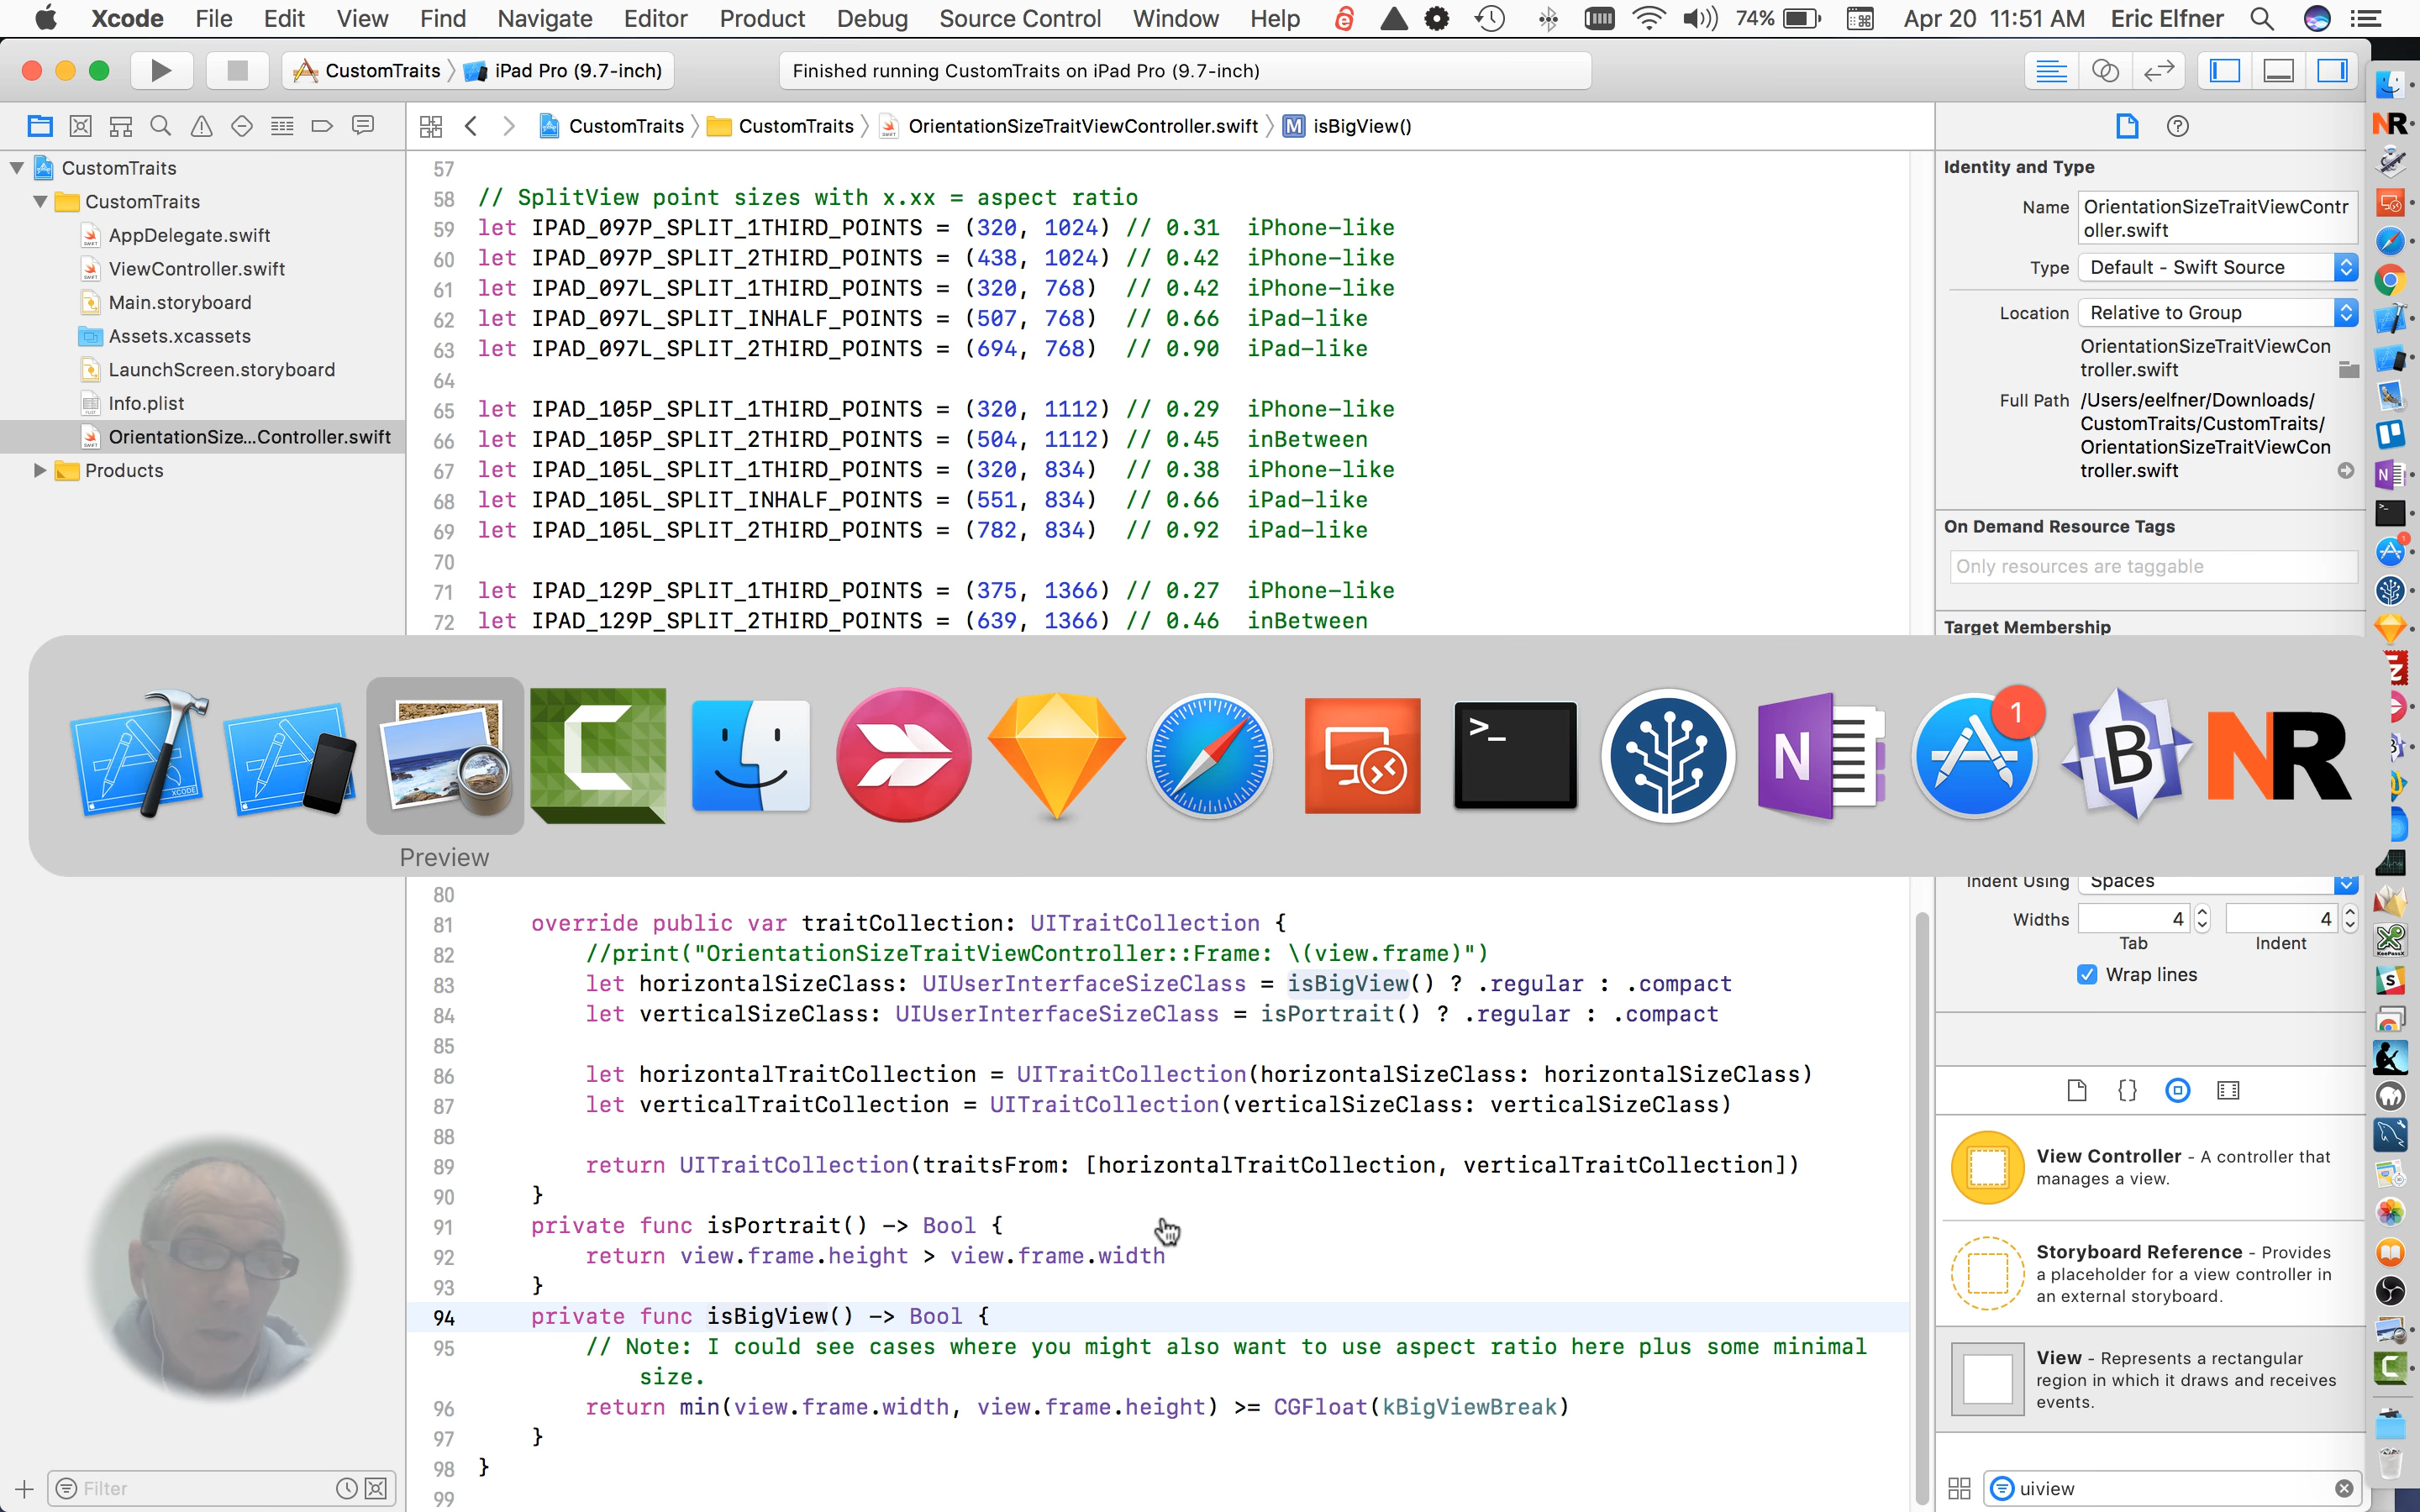 Xcode File Edit View Find Navigate Editor Product Debug Source Control Window Help 74% Apr 20 11:51 AM Eric Elfner
CustomTraits iPad Pro (9.7-inch) Finished running CustomTraits on iPad Pro (9.7-inch)
CustomTraits CustomTraits OrientationSizeTraitViewController.swift M isBigView()
CustomTraits
CustomTraits
AppDelegate.swift
ViewController.swift
Main.storyboard
Assets.xcassets
LaunchScreen.storyboard
Info.plist
OrientationSize...Controller.swift
Products
Filter
57
58 // SplitView point sizes with x.xx = aspect ratio
59 let IPAD_097P_SPLIT_1THIRD_POINTS = (320, 1024) // 0.31 iPhone-like
60 let IPAD_097P_SPLIT_2THIRD_POINTS = (438, 1024) // 0.42 iPhone-like
61 let IPAD_097L_SPLIT_1THIRD_POINTS = (320, 768) // 0.42 iPhone-like
62 let IPAD_097L_SPLIT_INHALF_POINTS = (507, 768) // 0.66 iPad-like
63 let IPAD_097L_SPLIT_2THIRD_POINTS = (694, 768) // 0.90 iPad-like
64
65 let IPAD_105P_SPLIT_1THIRD_POINTS = (320, 1112) // 0.29 iPhone-like
66 let IPAD_105P_SPLIT_2THIRD_POINTS = (504, 1112) // 0.45 inBetween
67 let IPAD_105L_SPLIT_1THIRD_POINTS = (320, 834) // 0.38 iPhone-like
68 let IPAD_105L_SPLIT_INHALF_POINTS = (551, 834) // 0.66 iPad-like
69 let IPAD_105L_SPLIT_2THIRD_POINTS = (782, 834) // 0.92 iPad-like
70
71 let IPAD_129P_SPLIT_1THIRD_POINTS = (375, 1366) // 0.27 iPhone-like
72 let IPAD_129P_SPLIT_2THIRD_POINTS = (639, 1366) // 0.46 inBetween
XCODE C >_ N 1 B NR
Preview
80
81 override public var traitCollection: UITraitCollection {
82 //print("OrientationSizeTraitViewController::Frame: \(view.frame)")
83 let horizontalSizeClass: UIUserInterfaceSizeClass = isBigView() ? .regular : .compact
84 let verticalSizeClass: UIUserInterfaceSizeClass = isPortrait() ? .regular : .compact
85
86 let horizontalTraitCollection = UITraitCollection(horizontalSizeClass: horizontalSizeClass)
87 let verticalTraitCollection = UITraitCollection(verticalSizeClass: verticalSizeClass)
88
89 return UITraitCollection(traitsFrom: [horizontalTraitCollection, verticalTraitCollection])
90 }
91 private func isPortrait() -> Bool {
92 return view.frame.height > view.frame.width
93 }
94 private func isBigView() -> Bool {
95 // Note: I could see cases where you might also want to use aspect ratio here plus some minimal
size.
96 return min(view.frame.width, view.frame.height) >= CGFloat(kBigViewBreak)
97 }
98 }
99
Identity and Type
Name OrientationSizeTraitViewContr
oller.swift
Type Default - Swift Source
Location Relative to Group
OrientationSizeTraitViewCon
troller.swift
Full Path /Users/eelfner/Downloads/
CustomTraits/CustomTraits/
OrientationSizeTraitViewCon
troller.swift
On Demand Resource Tags
Only resources are taggable
Target Membership
Indent Using Spaces
Widths 4 4
Tab Indent
Wrap lines
View Controller - A controller that
manages a view.
Storyboard Reference - Provides
a placeholder for a view controller in
an external storyboard.
View - Represents a rectangular
region in which it draws and receives
events.
uiview
NR